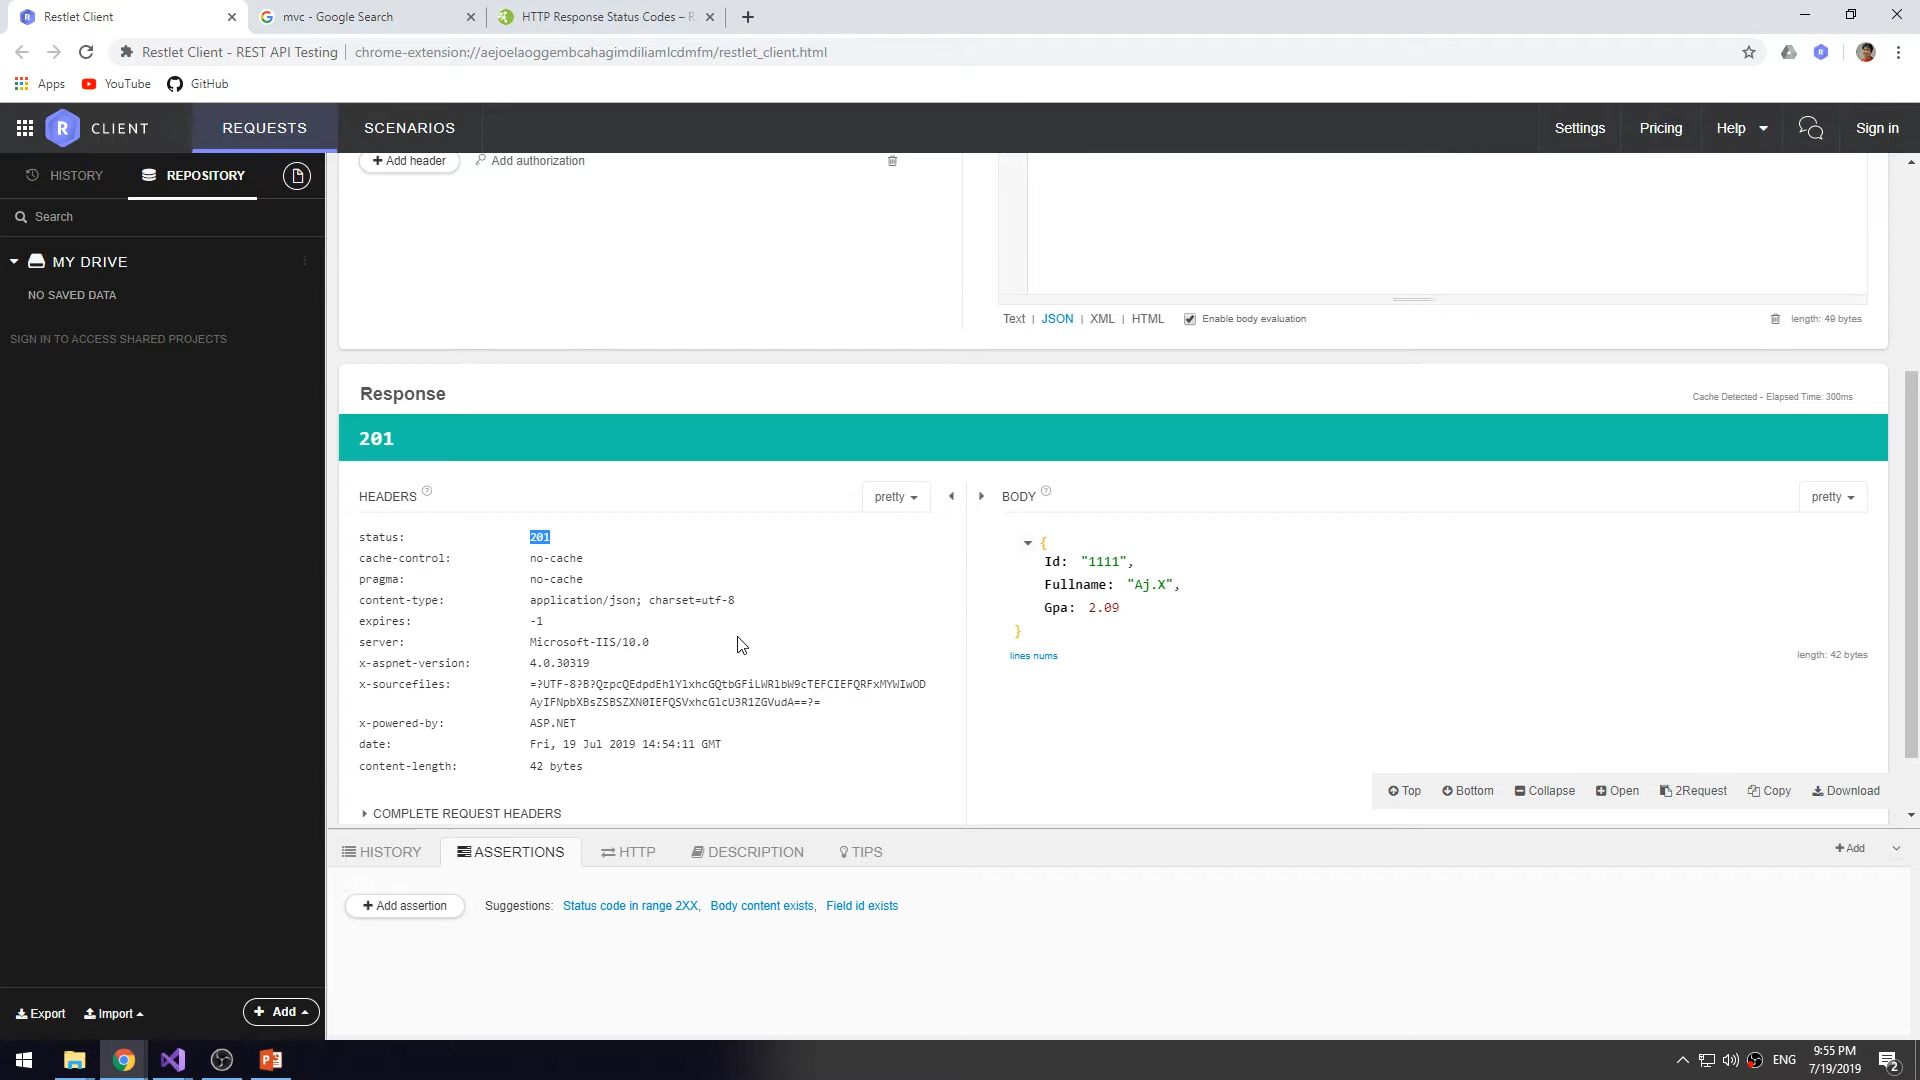 Restlet Client
mvc - Google Search
HTTP Response Status Codes – R
Restlet Client - REST API Testing
chrome-extension://aejoelaoggembcahagimdiliamlcdmfm/restlet_client.html
Apps
YouTube
GitHub
R
CLIENT
REQUESTS
SCENARIOS
Settings
Pricing
Help
Sign in
HISTORY
REPOSITORY
Search
MY DRIVE
NO SAVED DATA
SIGN IN TO ACCESS SHARED PROJECTS
Add header
Add authorization
Text | JSON | XML | HTML
Enable body evaluation
length: 49 bytes
Response
Cache Detected - Elapsed Time: 300ms
201
HEADERS ?
pretty
status: 201
cache-control: no-cache
pragma: no-cache
content-type: application/json; charset=utf-8
expires: -1
server: Microsoft-IIS/10.0
x-aspnet-version: 4.0.30319
x-sourcefiles: =?UTF-8?B?QzpcQEdpdEh1YlxhcGQtbGFiLWRlbW9cTEFCIEFQRFxMYWIwOD
AyIFNpbXBsZSBSZXN0IEFQSVxhcGlcU3R1ZGVudA==?=
x-powered-by: ASP.NET
date: Fri, 19 Jul 2019 14:54:11 GMT
content-length: 42 bytes
COMPLETE REQUEST HEADERS
BODY ?
pretty
{
Id: "1111",
Fullname: "Aj.X",
Gpa: 2.09
}
lines nums
length: 42 bytes
Top
Bottom
Collapse
Open
2Request
Copy
Download
HISTORY
ASSERTIONS
HTTP
DESCRIPTION
TIPS
Add
Add assertion
Suggestions: Status code in range 2XX, Body content exists, Field id exists
Export
Import
Add
ENG
9:55 PM
7/19/2019
2